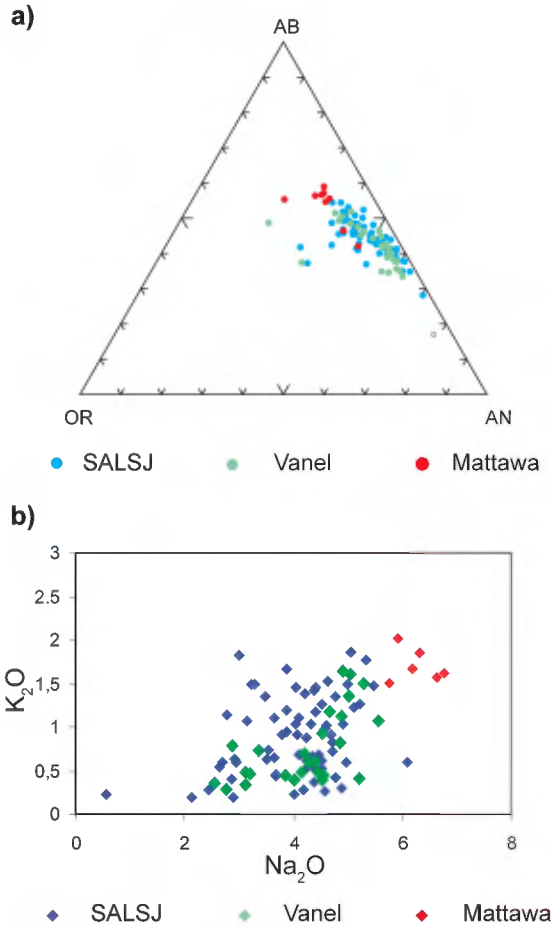 a)
AB
OR AN
SALSJ Vanel Mattawa
b)
3
2.5
2
1.5
1
0.5
0
K₂O
0 2 4 6 8
Na₂O
SALSJ Vanel Mattawa